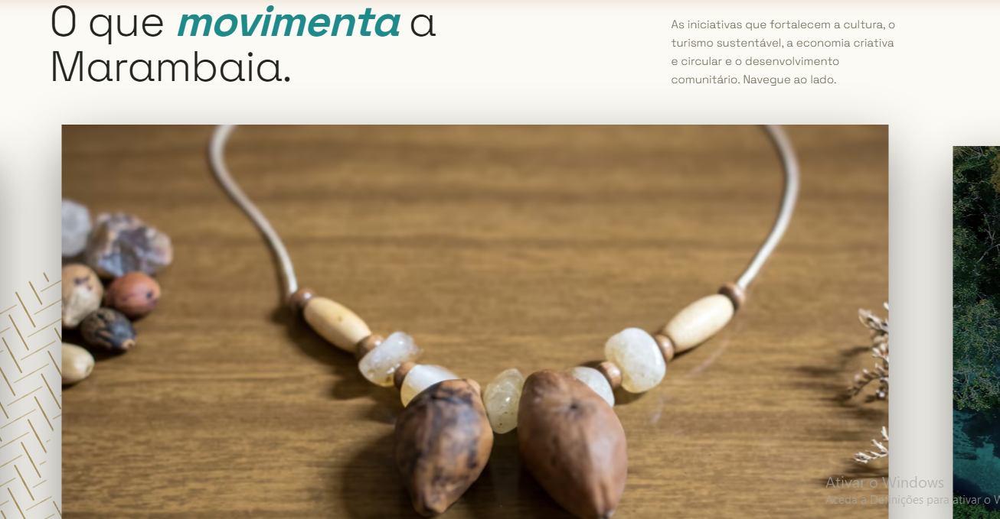 O que movimenta a
Marambaia.
As iniciativas que fortalecem a cultura, o
turismo sustentável, a economia criativa
e circular e o desenvolvimento
comunitário. Navegue ao lado.
Ativar o Windows
Aceda a Definições para ativar o